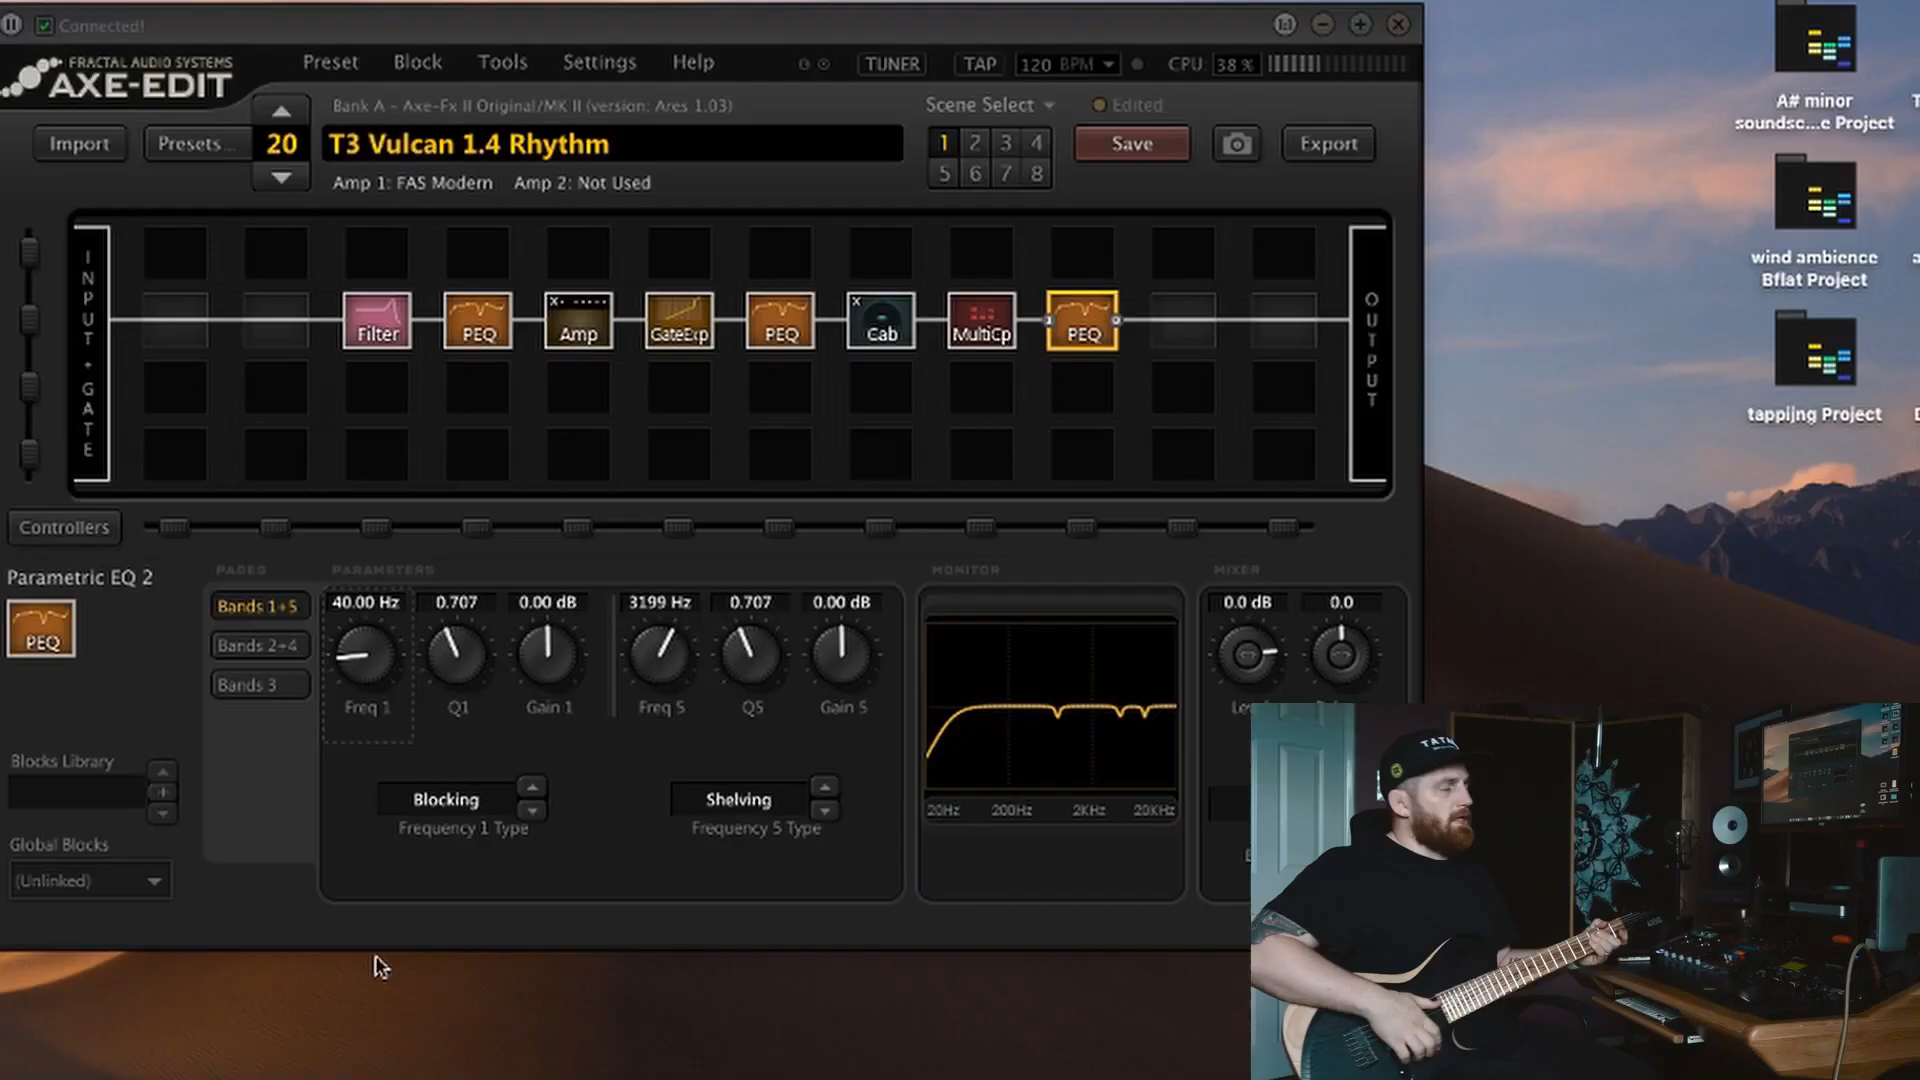 Connected!
FRACTAL AUDIO SYSTEMS
AXE-EDIT
Preset Block Tools Settings Help
TUNER TAP 120 BPM CPU: 38 %
Bank A - Axe-Fx II Original/MK II (version: Ares 1.03)
Scene Select Edited
Import Presets... 20 T3 Vulcan 1.4 Rhythm
1 2 3 4
5 6 7 8
Save Export
Amp 1: FAS Modern Amp 2: Not Used
INPUT + GATE
Filter PEQ Amp GateExp PEQ Cab MultiCp PEQ
OUTPUT
Controllers
Parametric EQ 2
PEQ
PAGES PARAMETERS MONITOR MIXER
Bands 1+5
Bands 2+4
Bands 3
40.00 Hz 0.707 0.00 dB 3199 Hz 0.707 0.00 dB
Freq 1 Q1 Gain 1 Freq 5 Q5 Gain 5
Blocking Shelving
Frequency 1 Type Frequency 5 Type
20Hz 200Hz 2KHz 20KHz
0.0 dB 0.0
Blocks Library
Global Blocks
(Unlinked)
A# minor
soundsc...e Project
wind ambience
Bflat Project
tappijng Project